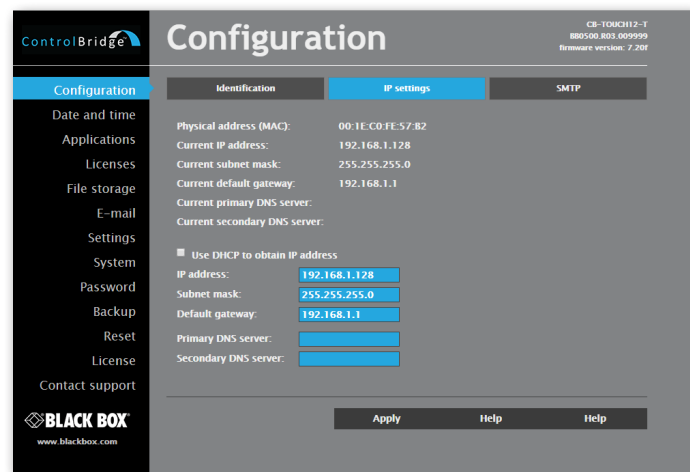 ControlBridge
Configuration
CB-TOUCH12-T
880500.R03.009999
firmware version: 7.20f
Configuration
Date and time
Applications
Licenses
File storage
E-mail
Settings
System
Password
Backup
Reset
License
Contact support
BLACK BOX®
www.blackbox.com
Identification
IP settings
SMTP
Physical address (MAC): 00:1E:C0:FE:57:B2
Current IP address: 192.168.1.128
Current subnet mask: 255.255.255.0
Current default gateway: 192.168.1.1
Current primary DNS server:
Current secondary DNS server:
Use DHCP to obtain IP address
IP address: 192.168.1.128
Subnet mask: 255.255.255.0
Default gateway: 192.168.1.1
Primary DNS server:
Secondary DNS server:
Apply
Help
Help